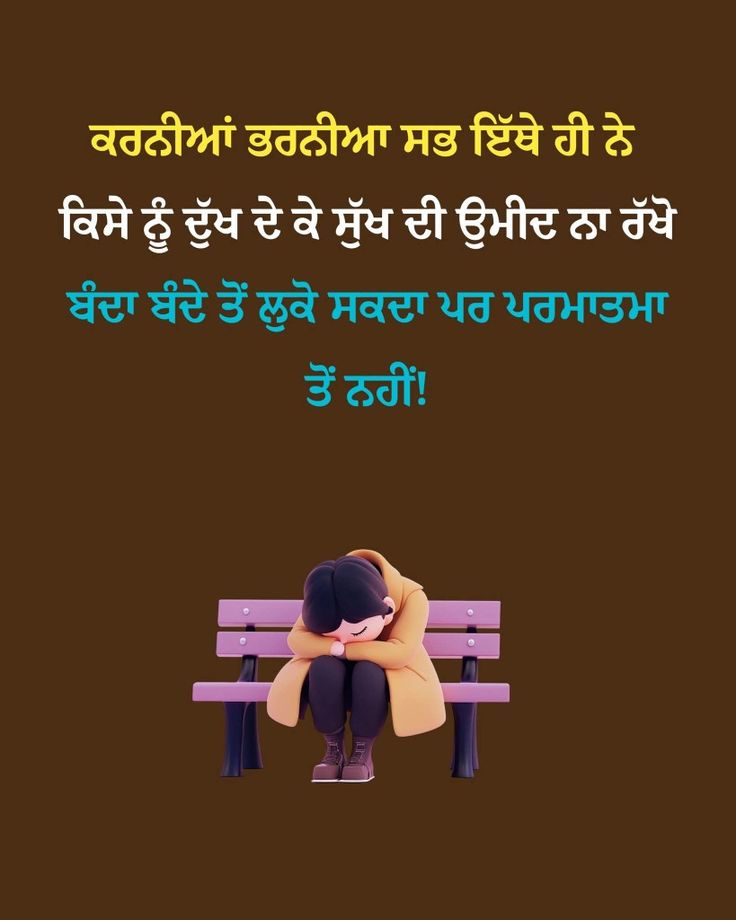 ਕਰਨੀਆਂ ਭਰਨੀਆ ਸਭ ਇੱਥੇ ਹੀ ਨੇ
ਕਿਸੇ ਨੂੰ ਦੁੱਖ ਦੇ ਕੇ ਸੁੱਖ ਦੀ ਉਮੀਦ ਨਾ ਰੱਖੋ
ਬੰਦਾ ਬੰਦੇ ਤੋਂ ਲੁਕੋ ਸਕਦਾ ਪਰ ਪਰਮਾਤਮਾ
ਤੋਂ ਨਹੀਂ!